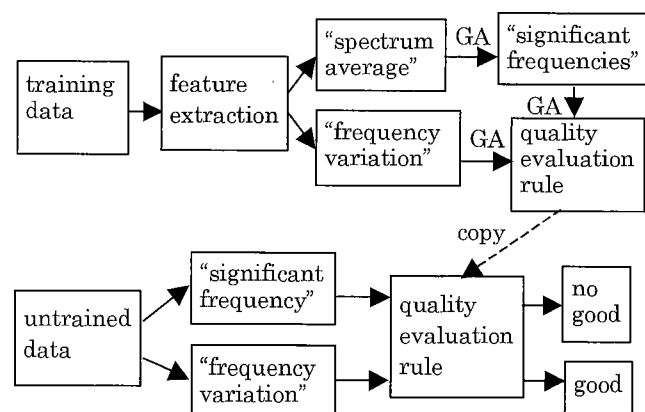 training
data
feature
extraction
“spectrum
average”
GA
“significant
frequencies”
“frequency
variation”
GA
GA
quality
evaluation
rule
copy
untrained
data
“significant
frequency”
“frequency
variation”
quality
evaluation
rule
no
good
good